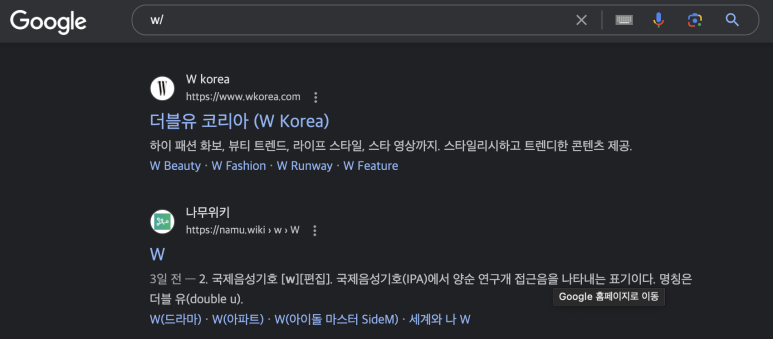 Google
w/
W korea
https://www.wkorea.com
더블유 코리아 (W Korea)
하이 패션 화보, 뷰티 트렌드, 라이프 스타일, 스타 영상까지. 스타일리시하고 트렌디한 콘텐츠 제공.
W Beauty · W Fashion · W Runway · W Feature
나무위키
https://namu.wiki › w › W
W
3일 전 — 2. 국제음성기호 [w][편집]. 국제음성기호(IPA)에서 양순 연구개 접근음을 나타내는 표기이다. 명칭은
더블 유(double u).
Google 홈페이지로 이동
W(드라마) · W(아파트) · W(아이돌 마스터 SideM) · 세계와 나 W